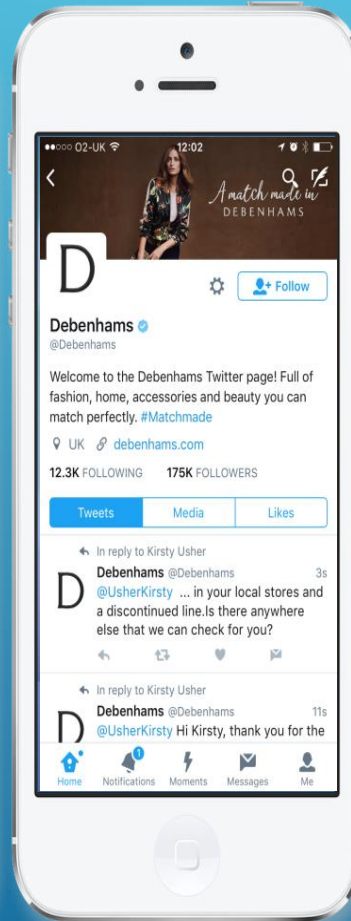 O2-UK 12:02
A match made in
DEBENHAMS
D
Follow
Debenhams
@Debenhams
Welcome to the Debenhams Twitter page! Full of
fashion, home, accessories and beauty you can
match perfectly. #Matchmade
UK debenhams.com
12.3K FOLLOWING 175K FOLLOWERS
Tweets Media Likes
In reply to Kirsty Usher
Debenhams @Debenhams 3s
D
@UsherKirsty ... in your local stores and
a discontinued line.Is there anywhere
else that we can check for you?
In reply to Kirsty Usher
Debenhams @Debenhams 11s
D
@UsherKirsty Hi Kirsty, thank you for the
1
Home Notifications Moments Messages Me